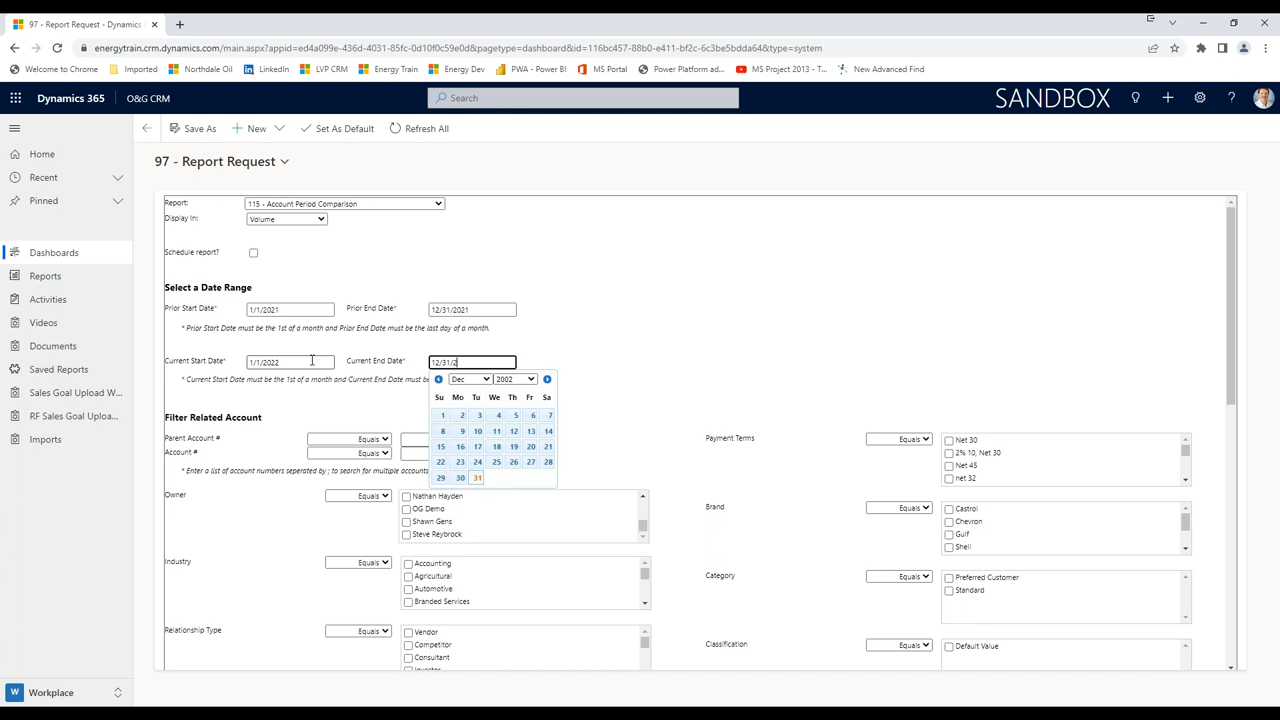 97 - Report Request - Dynamics
energytrain.crm.dynamics.com/main.aspx?appid=ed4a099e-436d-4031-85fc-0d10f0c59e0d&pagetype=dashboard&id=116bc457-88b0-e411-bf2c-6c3be5bdda64&type=system
Welcome to Chrome Imported Northdale Oil LinkedIn LVP CRM Energy Train Energy Dev PWA - Power BI MS Portal Power Platform ad... MS Project 2013 - T... New Advanced Find
Dynamics 365 O&G CRM Search SANDBOX
Save As New Set As Default Refresh All
Home
Recent
Pinned
Dashboards
Reports
Activities
Videos
Documents
Saved Reports
Sales Goal Upload W...
RF Sales Goal Uploa...
Imports
W Workplace
97 - Report Request
Report: 115 - Account Period Comparison
Display In: Volume
Schedule report?
Select a Date Range
Prior Start Date* 1/1/2021 Prior End Date* 12/31/2021
* Prior Start Date must be the 1st of a month and Prior End Date must be the last day of a month.
Current Start Date* 1/1/2022 Current End Date* 12/31/2
* Current Start Date must be the 1st of a month and Current End Date must be
Dec 2002
Su Mo Tu We Th Fr Sa
1 2 3 4 5 6 7
8 9 10 11 12 13 14
15 16 17 18 19 20 21
22 23 24 25 26 27 28
29 30 31
Filter Related Account
Parent Account # Equals
Account # Equals
* Enter a list of account numbers seperated by ; to search for multiple accounts
Owner Equals
Nathan Hayden
OG Demo
Shawn Gens
Steve Reybrock
Industry Equals
Accounting
Agricultural
Automotive
Branded Services
Relationship Type Equals
Vendor
Competitor
Consultant
Investor
Payment Terms Equals
Net 30
2% 10, Net 30
Net 45
net 32
Brand Equals
Castrol
Chevron
Gulf
Shell
Category Equals
Preferred Customer
Standard
Classification Equals
Default Value